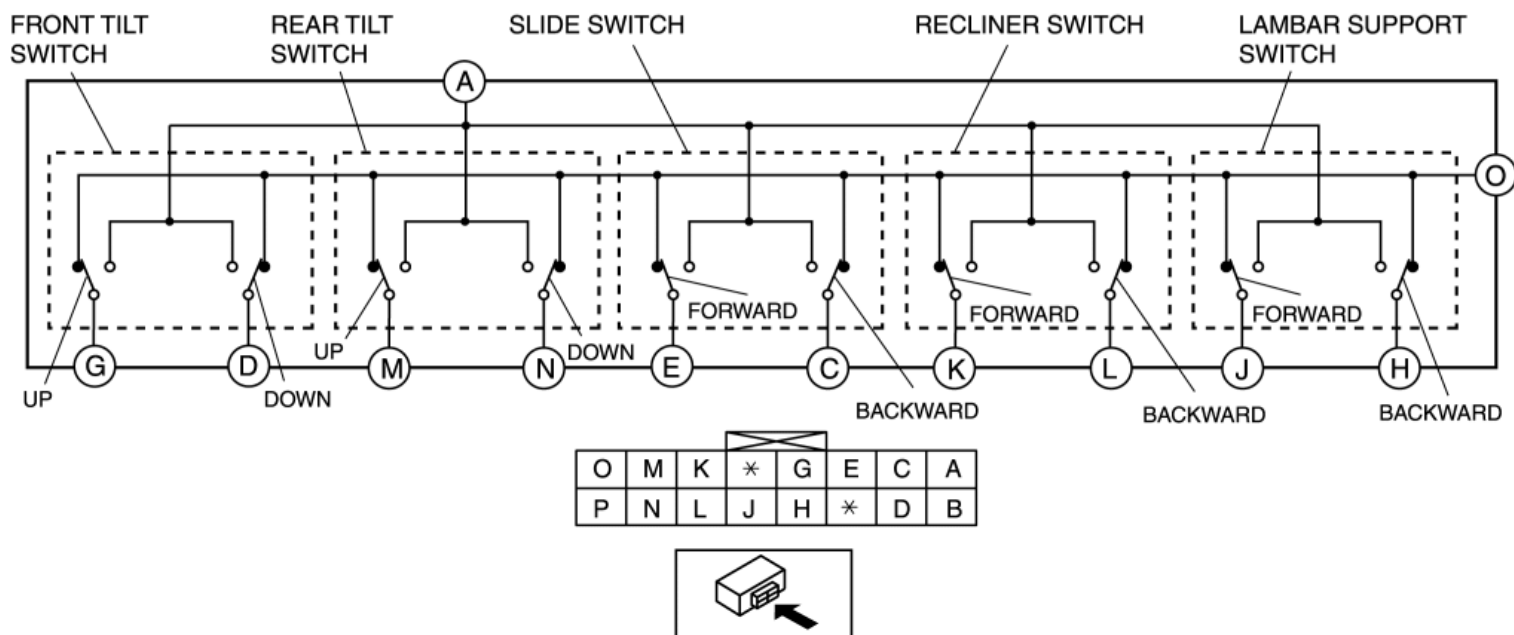 FRONT TILT
SWITCH
REAR TILT
SWITCH
SLIDE SWITCH
RECLINER SWITCH
LAMBAR SUPPORT
SWITCH
A
O
FORWARD
FORWARD
FORWARD
UP
DOWN
G
D
M
N
E
C
K
L
J
H
UP
DOWN
BACKWARD
BACKWARD
BACKWARD
O M K * G E C A
P N L J H * D B